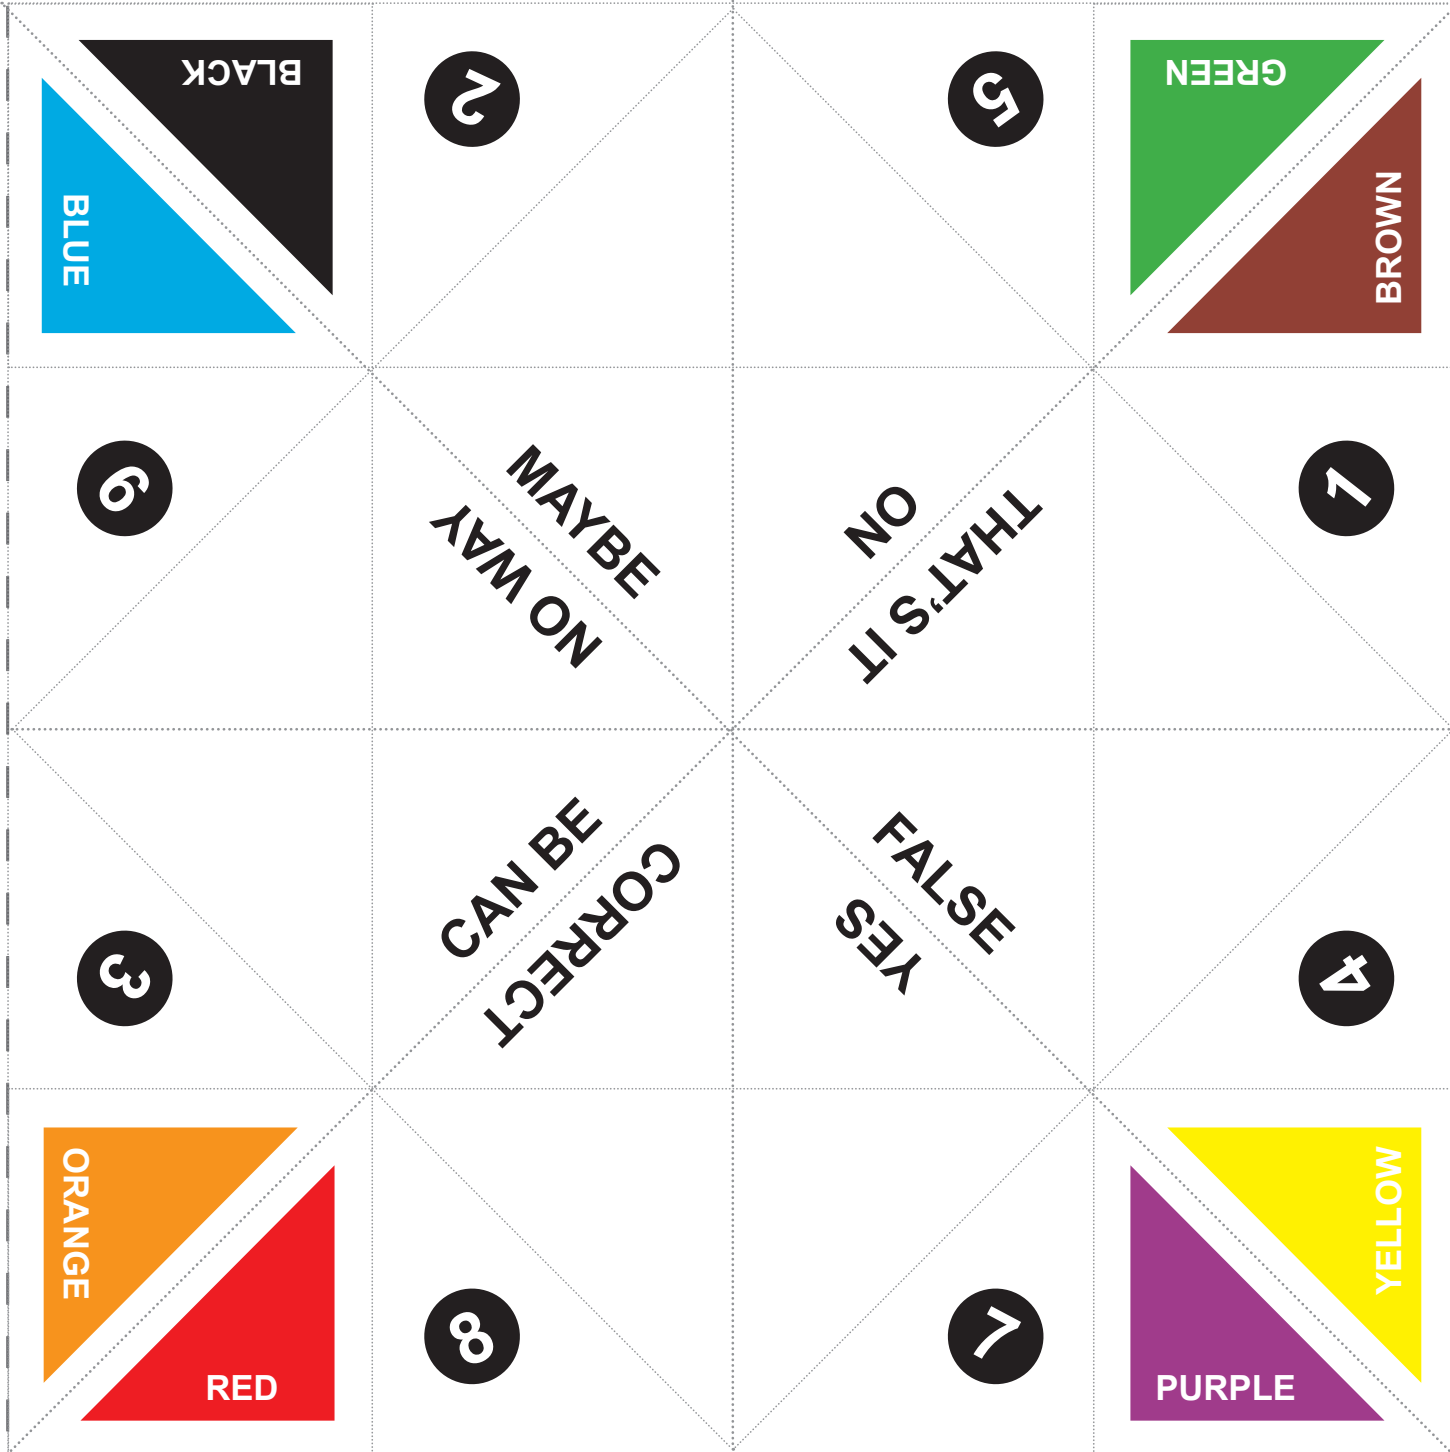 BLACK
2
5
GREEN
BLUE
BROWN
6
MAYBE
NO WAY
NO
THAT'S IT
1
3
CAN BE
CORRECT
FALSE
YES
4
ORANGE
RED
8
7
YELLOW
PURPLE